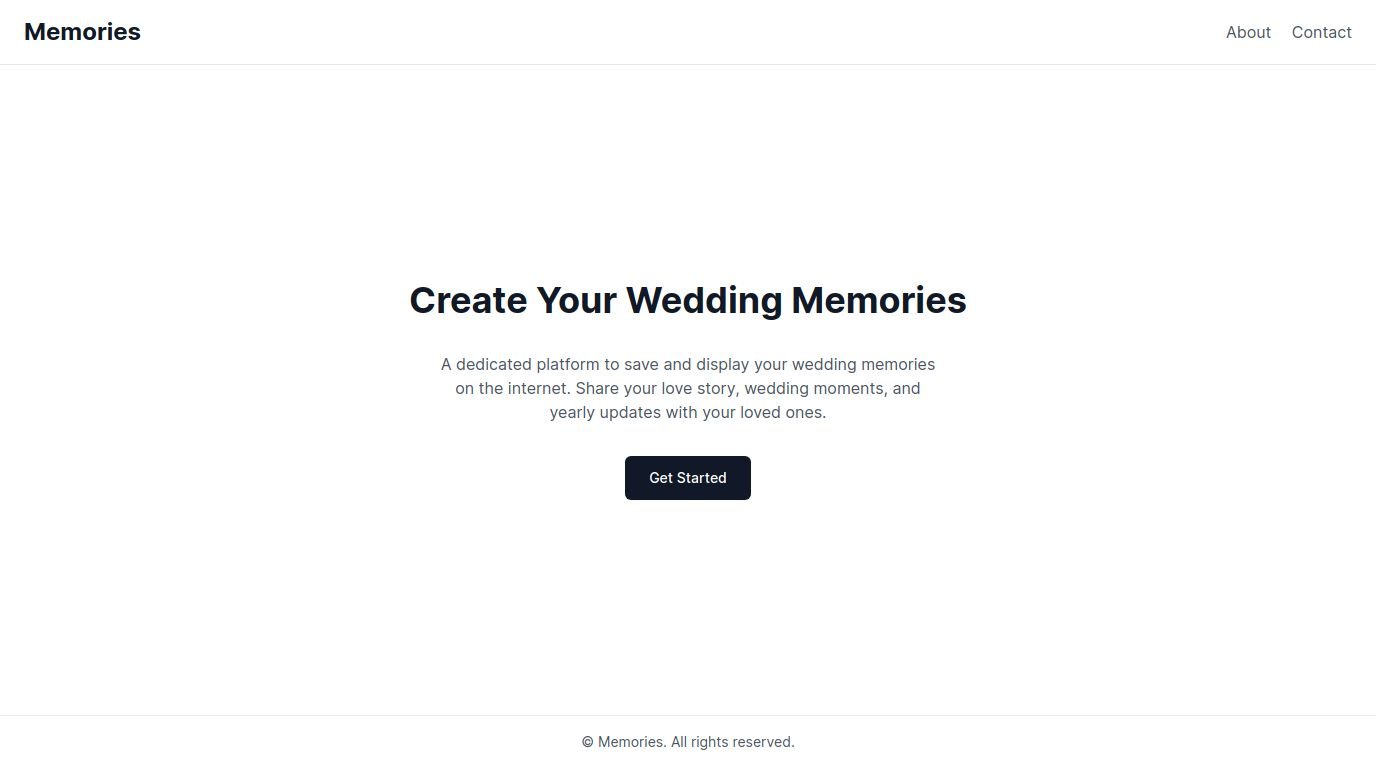 Memories
About
Contact
Create Your Wedding Memories
A dedicated platform to save and display your wedding memories
on the internet. Share your love story, wedding moments, and
yearly updates with your loved ones.
Get Started
© Memories. All rights reserved.